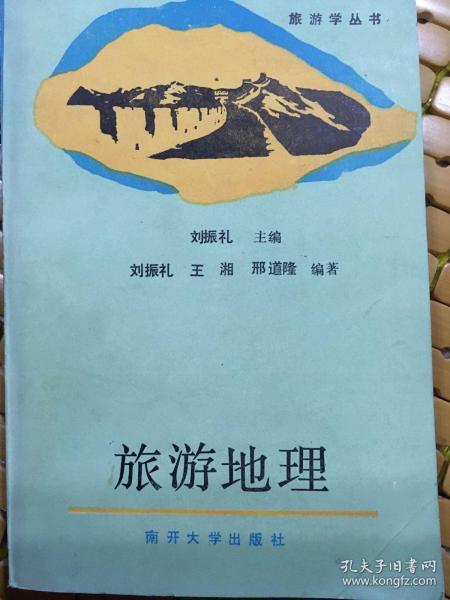 旅游学丛书
刘振礼 主编
刘振礼 王湘 邢道隆 编著
旅游地理
南开大学出版社
孔夫子旧书网
www.kongfz.com